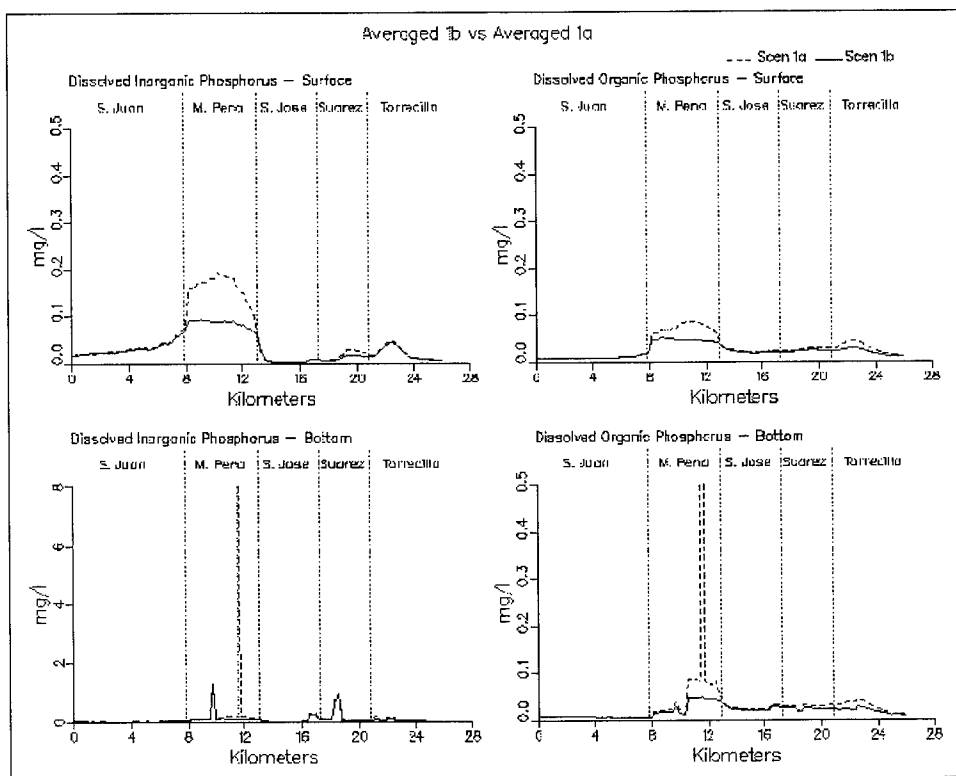 Averaged 1b vs Averaged 1a
Scen 1a Scen 1b
Dissolved Inorganic Phosphorus – Surface
S. Juan M. Pena S. Jose Suarez Torrecilla
mg/l
0.5
0.4
0.3
0.2
0.1
0.0
0 4 8 12 16 20 24 28
Kilometers
Dissolved Organic Phosphorus – Surface
S. Juan M. Pena S. Jose Suarez Torrecilla
mg/l
0.5
0.4
0.3
0.2
0.1
0.0
0 4 8 12 16 20 24 28
Kilometers
Dissolved Inorganic Phosphorus – Bottom
S. Juan M. Pena S. Jose Suarez Torrecilla
mg/l
8
6
4
2
0
0 4 8 12 16 20 24 28
Kilometers
Dissolved Organic Phosphorus – Bottom
S. Juan M. Pena S. Jose Suarez Torrecilla
mg/l
0.5
0.4
0.3
0.2
0.1
0.0
0 4 8 12 16 20 24 28
Kilometers